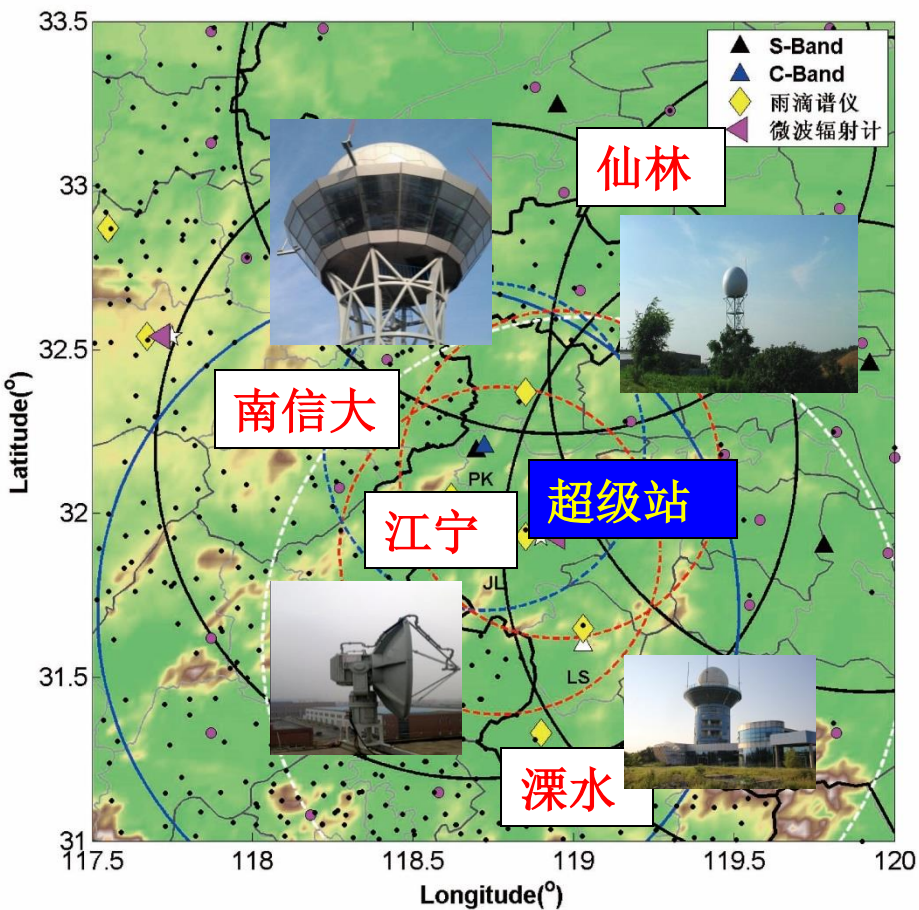 33.5
33
32.5
32
31.5
31
Latitude(°)
117.5
118
118.5
119
119.5
120
Longitude(°)
S-Band
C-Band
雨滴谱仪
微波辐射计
仙林
南信大
PK
超级站
江宁
JL
LS
溧水